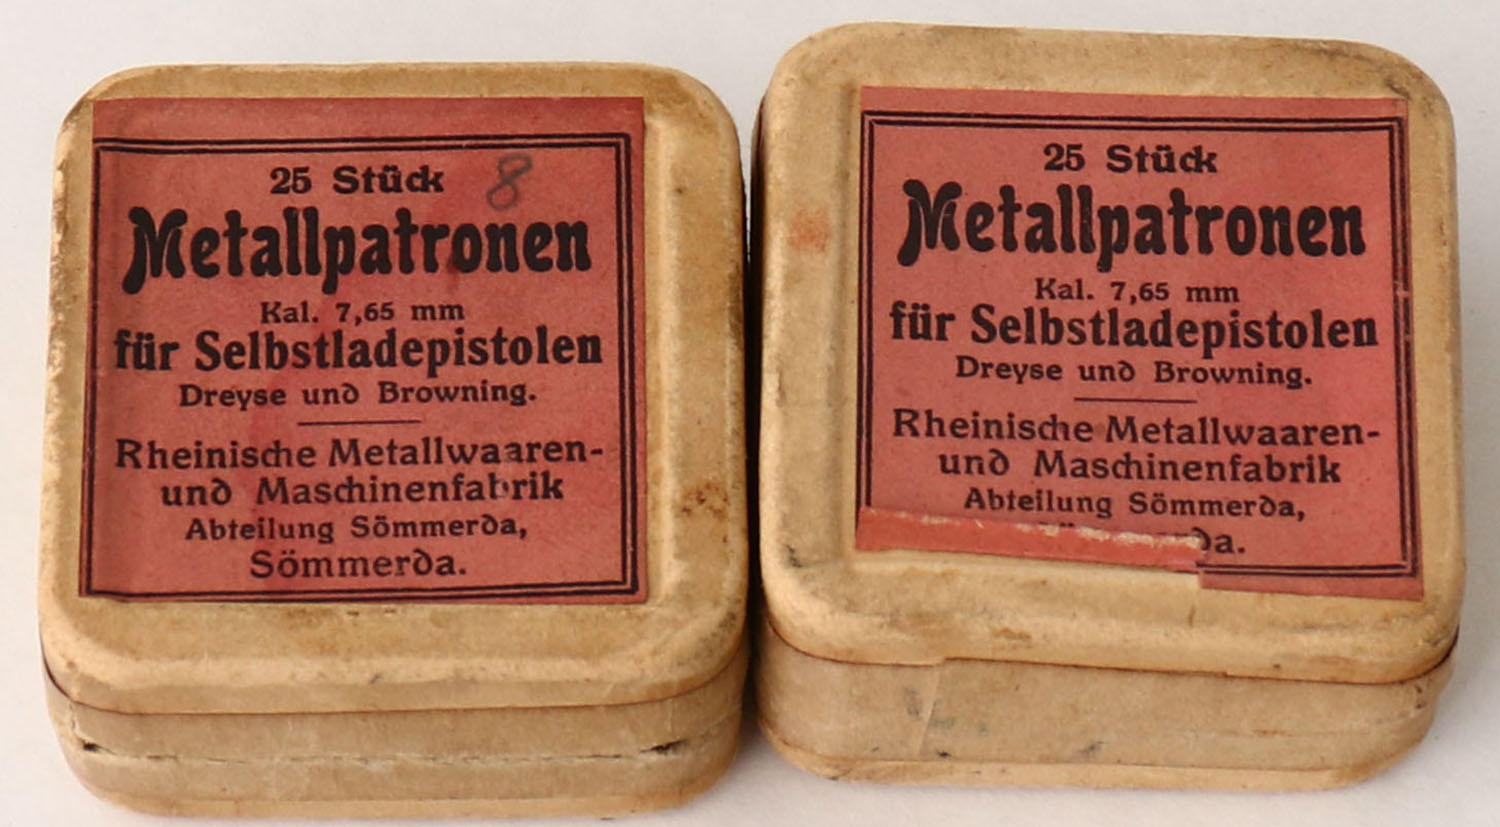 25 Stück
8
Metallpatronen
Kal. 7,65 mm
für Selbstladepistolen
Dreyse und Browning.
Rheinische Metallwaaren-
und Maschinenfabrik
Abteilung Sömmerda,
Sömmerda.
25 Stück
Metallpatronen
Kal. 7,65 mm
für Selbstladepistolen
Dreyse und Browning.
Rheinische Metallwaaren-
und Maschinenfabrik
Abteilung Sömmerda,